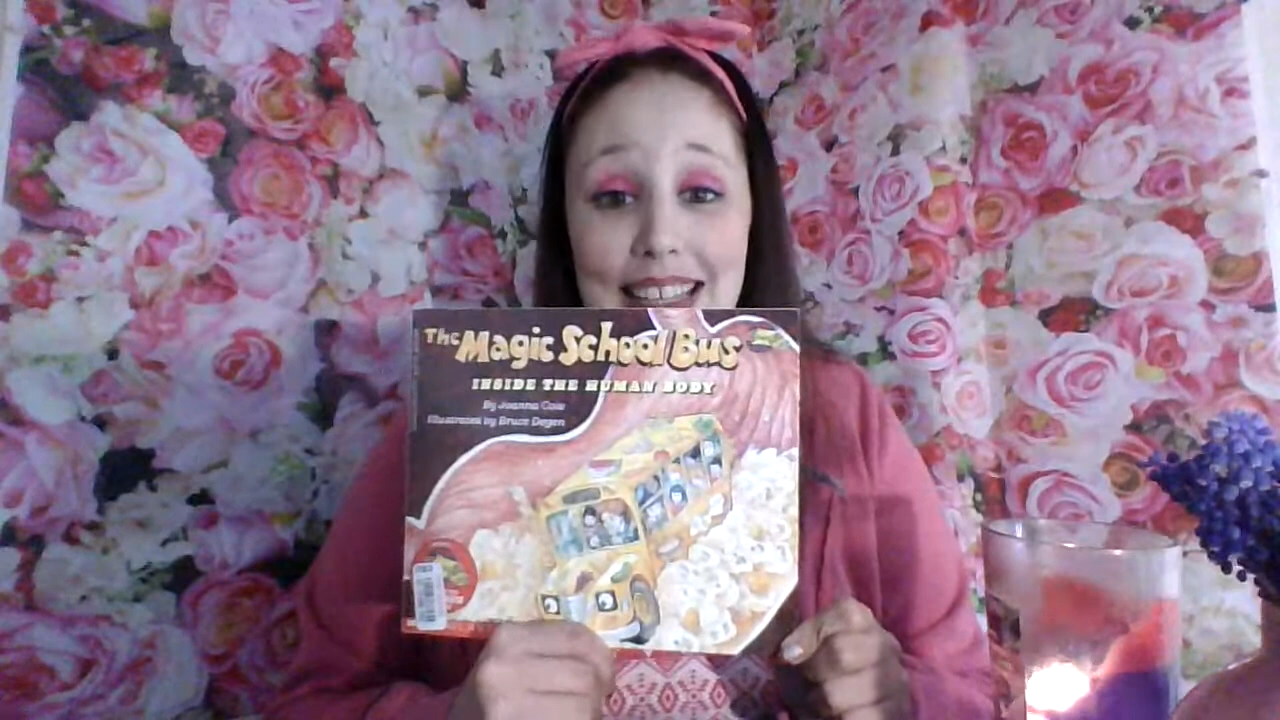 The Magic School Bus
INSIDE THE HUMAN BODY
By Joanna Cole
Illustrated by Bruce Degen